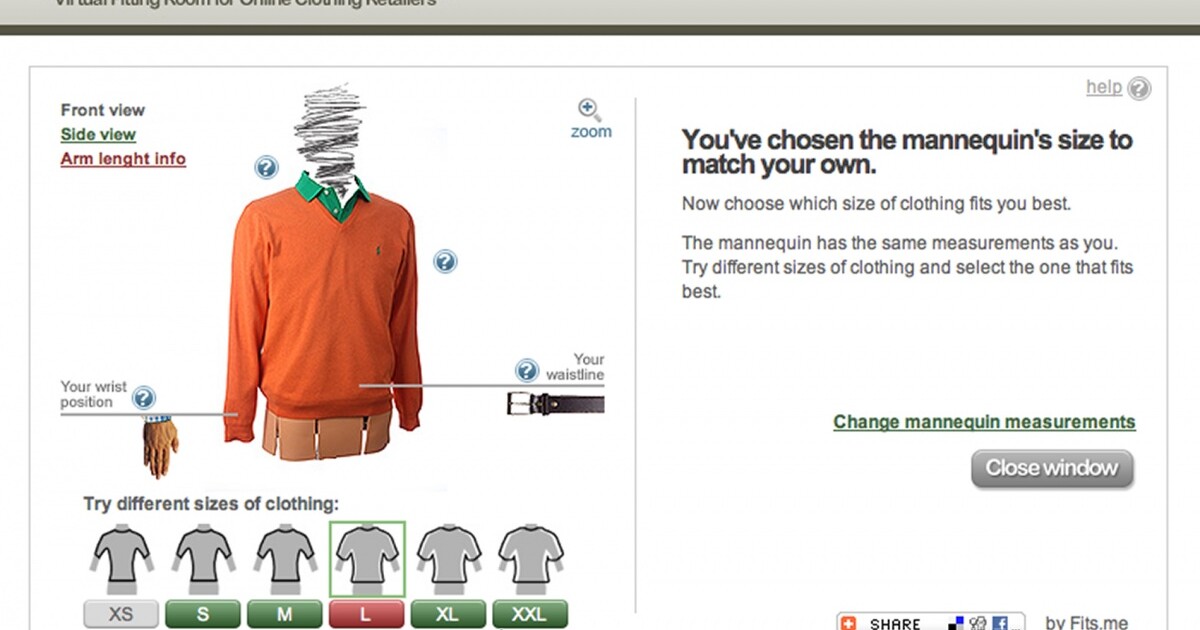 Virtual Fitting Room for Online Clothing Retailers
help
Front view
Side view
Arm lenght info
zoom
You've chosen the mannequin's size to
match your own.
Now choose which size of clothing fits you best.
The mannequin has the same measurements as you.
Try different sizes of clothing and select the one that fits
best.
Your
waistline
Your wrist
position
Change mannequin measurements
Close window
Try different sizes of clothing:
XS S M L XL XXL
SHARE
by Fits.me